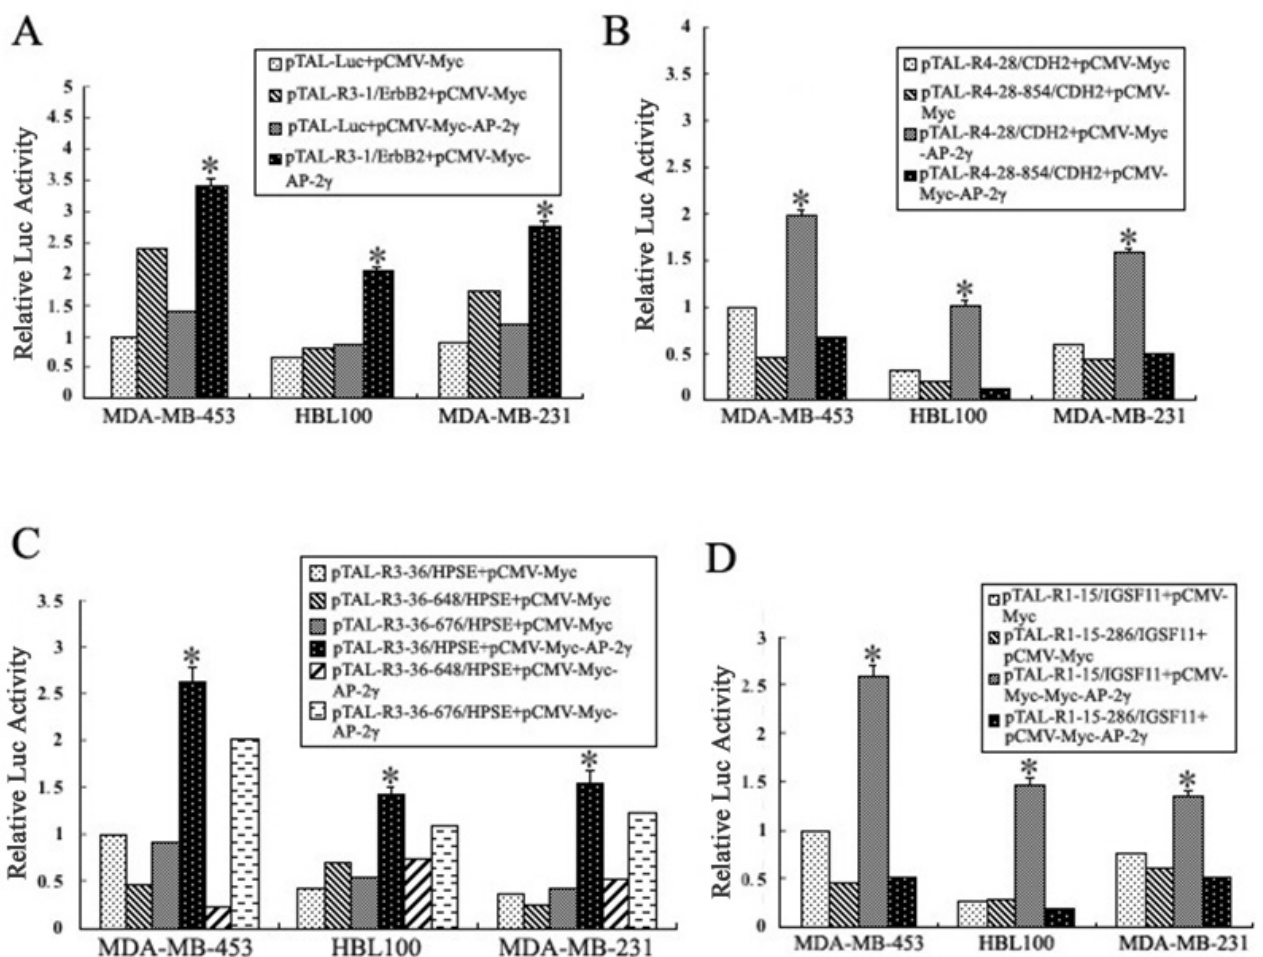 A
pTAL-Luc+pCMV-Myc
pTAL-R3-1/ErbB2+pCMV-Myc
pTAL-Luc+pCMV-Myc-AP-2γ
pTAL-R3-1/ErbB2+pCMV-Myc-
AP-2γ
Relative Luc Activity
5
4.5
4
3.5
3
2.5
2
1.5
1
0.5
0
*
*
*
MDA-MB-453 HBL100 MDA-MB-231
B
pTAL-R4-28/CDH2+pCMV-Myc
pTAL-R4-28-854/CDH2+pCMV-
Myc
pTAL-R4-28/CDH2+pCMV-Myc
-AP-2γ
pTAL-R4-28-854/CDH2+pCMV-
Myc-AP-2γ
Relative Luc Activity
4
3.5
3
2.5
2
1.5
1
0.5
0
*
*
*
MDA-MB-453 HBL100 MDA-MB-231
C
pTAL-R3-36/HPSE+pCMV-Myc
pTAL-R3-36-648/HPSE+pCMV-Myc
pTAL-R3-36-676/HPSE+pCMV-Myc
pTAL-R3-36/HPSE+pCMV-Myc-AP-2γ
pTAL-R3-36-648/HPSE+pCMV-Myc-
AP-2γ
pTAL-R3-36-676/HPSE+pCMV-Myc-
AP-2γ
Relative Luc Activity
3.5
3
2.5
2
1.5
1
0.5
0
*
*
*
MDA-MB-453 HBL100 MDA-MB-231
D
pTAL-R1-15/IGSF11+pCMV-
Myc
pTAL-R1-15-286/IGSF11+
pCMV-Myc
pTAL-R1-15/IGSF11+pCMV-
Myc-Myc-AP-2γ
pTAL-R1-15-286/IGSF11+
pCMV-Myc-AP-2γ
Relative Luc Activity
3
2.5
2
1.5
1
0.5
0
*
*
*
MDA-MB-453 HBL100 MDA-MB-231